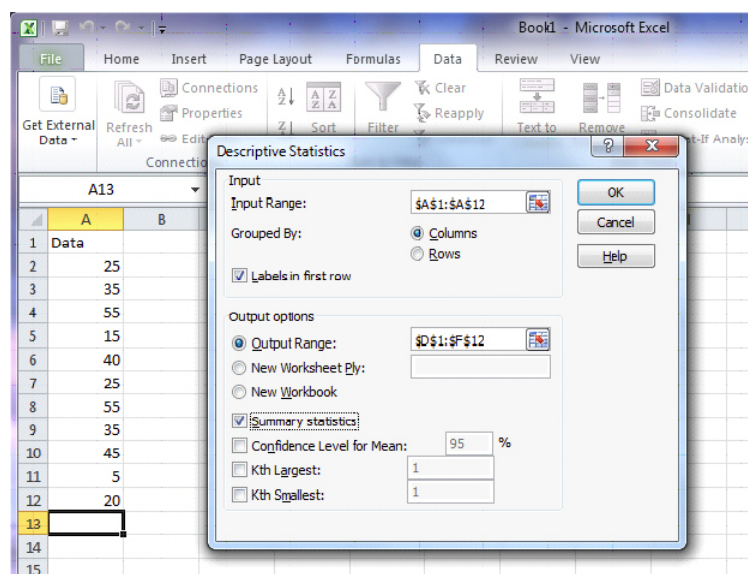 Book1 - Microsoft Excel
File Home Insert Page Layout Formulas Data Review View
Get External Data
Refresh All
Connections
Properties
Edit
Connectio
A Z
Z A
Sort
Filter
Clear
Reapply
Text to
Remove
Data Validatio
Consolidate
t-If Analys
A13
A B
1 Data
2 25
3 35
4 55
5 15
6 40
7 25
8 55
9 35
10 45
11 5
12 20
13
14
15
Descriptive Statistics
? X
Input
Input Range: $A$1:$A$12
Grouped By: Columns
Rows
Labels in first row
OK
Cancel
Help
Output options
Output Range: $D$1:$F$12
New Worksheet Ply:
New Workbook
Summary statistics
Confidence Level for Mean: 95 %
Kth Largest: 1
Kth Smallest: 1